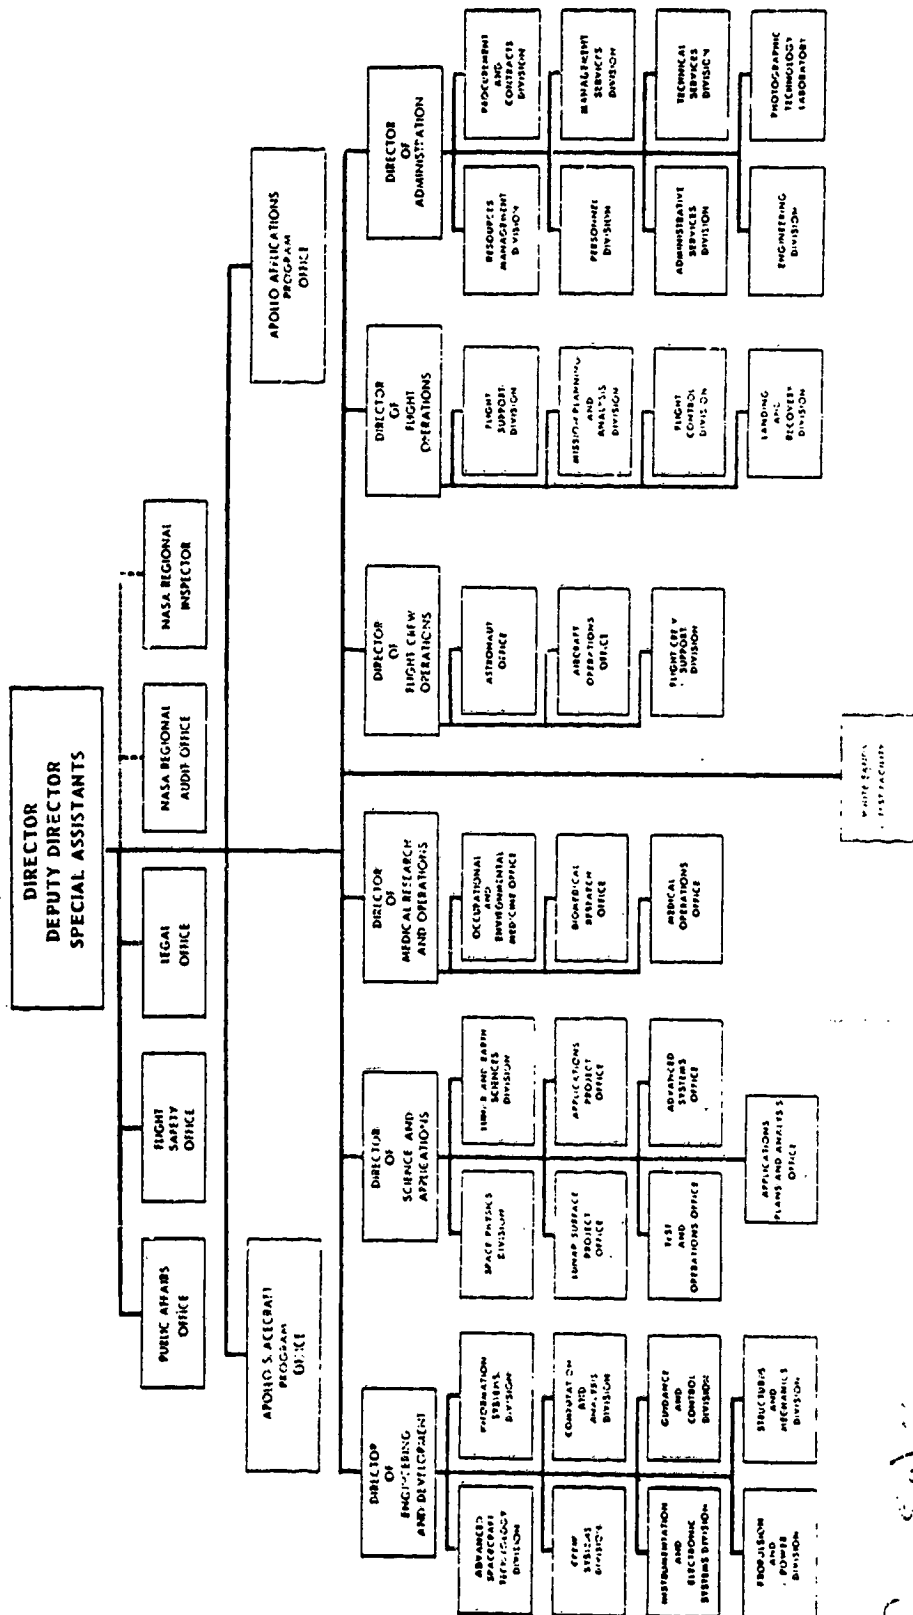 DIRECTOR
DEPUTY DIRECTOR
SPECIAL ASSISTANTS
PUBLIC AFFAIRS
OFFICE
FLIGHT
SAFETY
OFFICE
LEGAL
OFFICE
NASA REGIONAL
AUDIT OFFICE
NASA REGIONAL
INSPECTOR
APOLLO SPACECRAFT
PROGRAM
OFFICE
APOLLO APPLICATIONS
PROGRAM
OFFICE
DIRECTOR
OF
ENGINEERING
AND DEVELOPMENT
ADVANCED
SPACECRAFT
TECHNOLOGY
DIVISION
INFORMATION
SYSTEMS
DIVISION
CREW
SYSTEMS
DIVISION
COMPUTATION
AND
ANALYSIS
DIVISION
INSTRUMENTATION
AND
ELECTRONIC
SYSTEMS DIVISION
GUIDANCE
AND
CONTROL
DIVISION
PROPULSION
AND
POWER
DIVISION
STRUCTURES
AND
MECHANICS
DIVISION
DIRECTOR
OF
SCIENCE AND
APPLICATIONS
SPACE PHYSICS
DIVISION
LUNAR AND EARTH
SCIENCES
DIVISION
LUNAR SURFACE
PROJECT
OFFICE
APPLICATIONS
PROJECT
OFFICE
TEST
AND
OPERATIONS OFFICE
ADVANCED
SYSTEMS
OFFICE
APPLICATIONS
PLANS AND ANALYSIS
OFFICE
DIRECTOR
OF
MEDICAL RESEARCH
AND OPERATIONS
OCCUPATIONAL
AND
ENVIRONMENTAL
MEDICINE OFFICE
BIOMEDICAL
RESEARCH
OFFICE
MEDICAL
OPERATIONS
OFFICE
WHITE SANDS
TEST FACILITY
DIRECTOR
OF
FLIGHT CREW
OPERATIONS
ASTRONAUT
OFFICE
AIRCRAFT
OPERATIONS
OFFICE
FLIGHT CREW
SUPPORT
DIVISION
DIRECTOR
OF
FLIGHT
OPERATIONS
FLIGHT
SUPPORT
DIVISION
MISSION PLANNING
AND
ANALYSIS
DIVISION
FLIGHT
CONTROL
DIVISION
LANDING
AND
RECOVERY
DIVISION
DIRECTOR
OF
ADMINISTRATION
RESOURCES
MANAGEMENT
DIVISION
PROCUREMENT
AND
CONTRACTS
DIVISION
PERSONNEL
DIVISION
MANAGEMENT
SERVICES
DIVISION
ADMINISTRATIVE
SERVICES
DIVISION
TECHNICAL
SERVICES
DIVISION
ENGINEERING
DIVISION
PHOTOGRAPHIC
TECHNOLOGY
LABORATORY